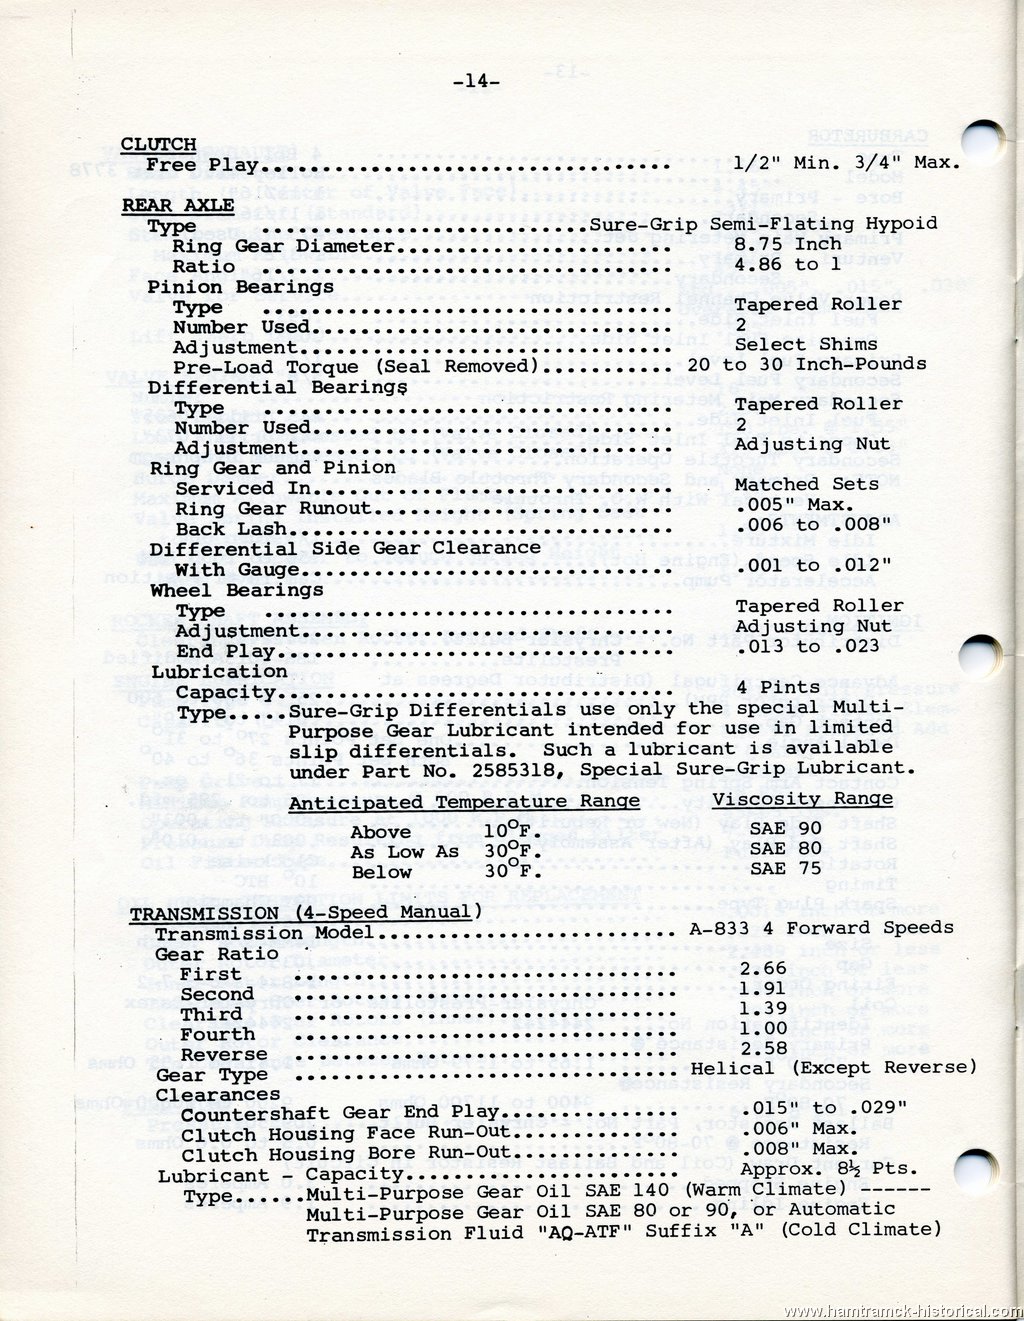 -14-
CLUTCH
Free Play.................................. 1/2" Min. 3/4" Max.
REAR AXLE
Type .............................Sure-Grip Semi-Flating Hypoid
Ring Gear Diameter....................... 8.75 Inch
Ratio .................................. 4.86 to 1
Pinion Bearings
Type .................................. Tapered Roller
Number Used.............................. 2
Adjustment............................... Select Shims
Pre-Load Torque (Seal Removed)........... 20 to 30 Inch-Pounds
Differential Bearings
Type .................................. Tapered Roller
Number Used.............................. 2
Adjustment............................... Adjusting Nut
Ring Gear and Pinion
Serviced In.............................. Matched Sets
Ring Gear Runout......................... .005" Max.
Back Lash................................ .006 to .008"
Differential Side Gear Clearance
With Gauge............................... .001 to .012"
Wheel Bearings
Type .................................. Tapered Roller
Adjustment............................... Adjusting Nut
End Play................................. .013 to .023
Lubrication
Capacity................................. 4 Pints
Type.....Sure-Grip Differentials use only the special Multi-
Purpose Gear Lubricant intended for use in limited
slip differentials. Such a lubricant is available
under Part No. 2585318, Special Sure-Grip Lubricant.
Anticipated Temperature Range Viscosity Range
Above 10°F. SAE 90
As Low As 30°F. SAE 80
Below 30°F. SAE 75
TRANSMISSION (4-Speed Manual)
Transmission Model......................... A-833 4 Forward Speeds
Gear Ratio
First ................................ 2.66
Second ................................ 1.91
Third ................................ 1.39
Fourth ................................ 1.00
Reverse ................................ 2.58
Gear Type ................................ Helical (Except Reverse)
Clearances
Countershaft Gear End Play............... .015" to .029"
Clutch Housing Face Run-Out.............. .006" Max.
Clutch Housing Bore Run-Out.............. .008" Max.
Lubricant - Capacity....................... Approx. 8½ Pts.
Type......Multi-Purpose Gear Oil SAE 140 (Warm Climate) ------
Multi-Purpose Gear Oil SAE 80 or 90, or Automatic
Transmission Fluid "AQ-ATF" Suffix "A" (Cold Climate)
www.hamtramck-historical.com